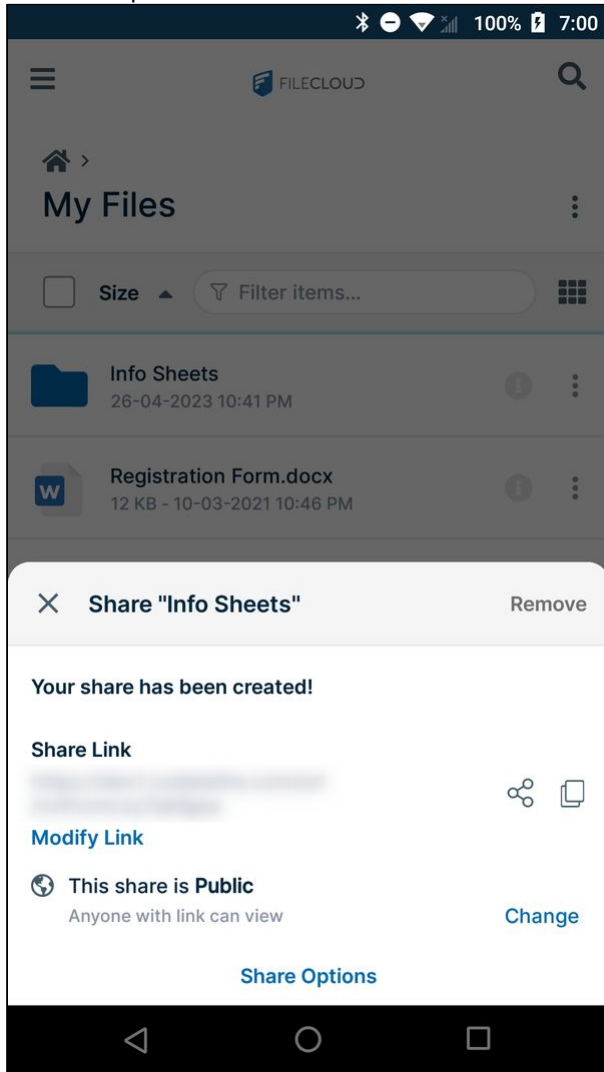 100% 7:00
FILECLOUD
>
My Files
Size Filter items...
Info Sheets
26-04-2023 10:41 PM
W
Registration Form.docx
12 KB - 10-03-2021 10:46 PM
Share "Info Sheets" Remove
Your share has been created!
Share Link
Modify Link
This share is Public
Anyone with link can view
Change
Share Options